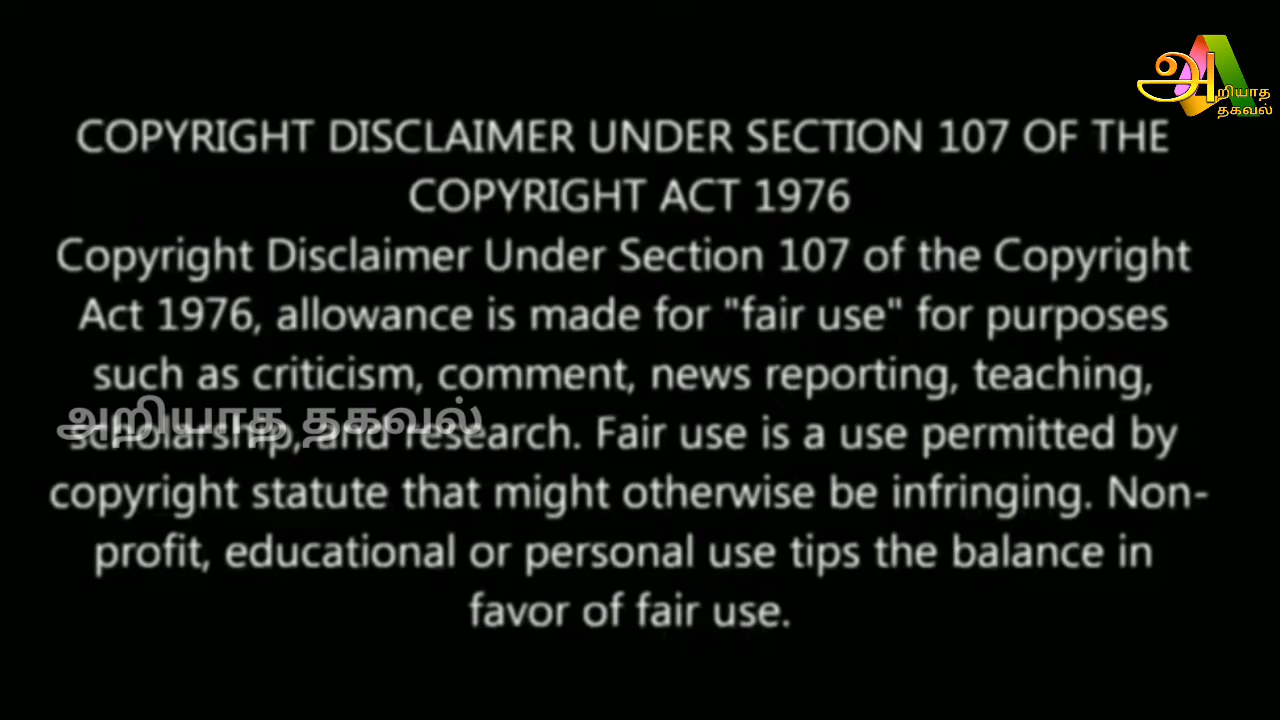 அறியாத
தகவல்
COPYRIGHT DISCLAIMER UNDER SECTION 107 OF THE
COPYRIGHT ACT 1976
Copyright Disclaimer Under Section 107 of the Copyright
Act 1976, allowance is made for "fair use" for purposes
such as criticism, comment, news reporting, teaching,
அறியாத தகவல்
scholarship, and research. Fair use is a use permitted by
copyright statute that might otherwise be infringing. Non-
profit, educational or personal use tips the balance in
favor of fair use.